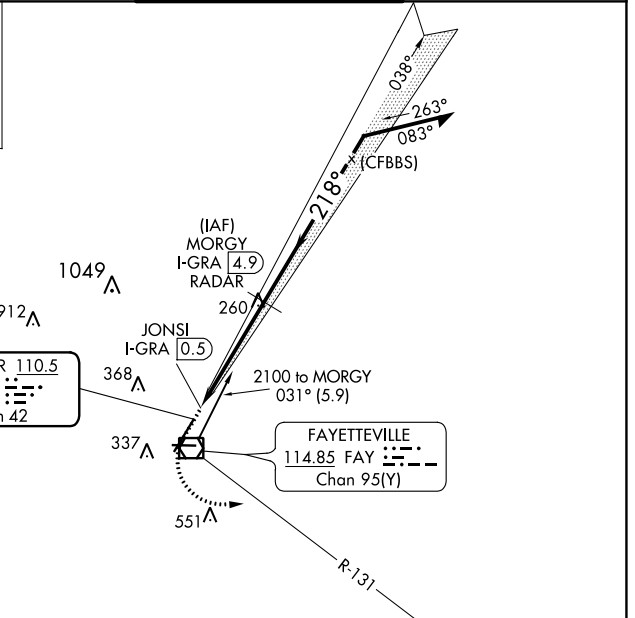 038°
263°
083°
(CFBBS)
218°
(IAF)
MORGY
I-GRA 4.9
RADAR
1049
260
912
JONSI
I-GRA 0.5
R 110.5
368
2100 to MORGY
031° (5.9)
n 42
337
FAYETTEVILLE
114.85 FAY
Chan 95(Y)
551
R-131